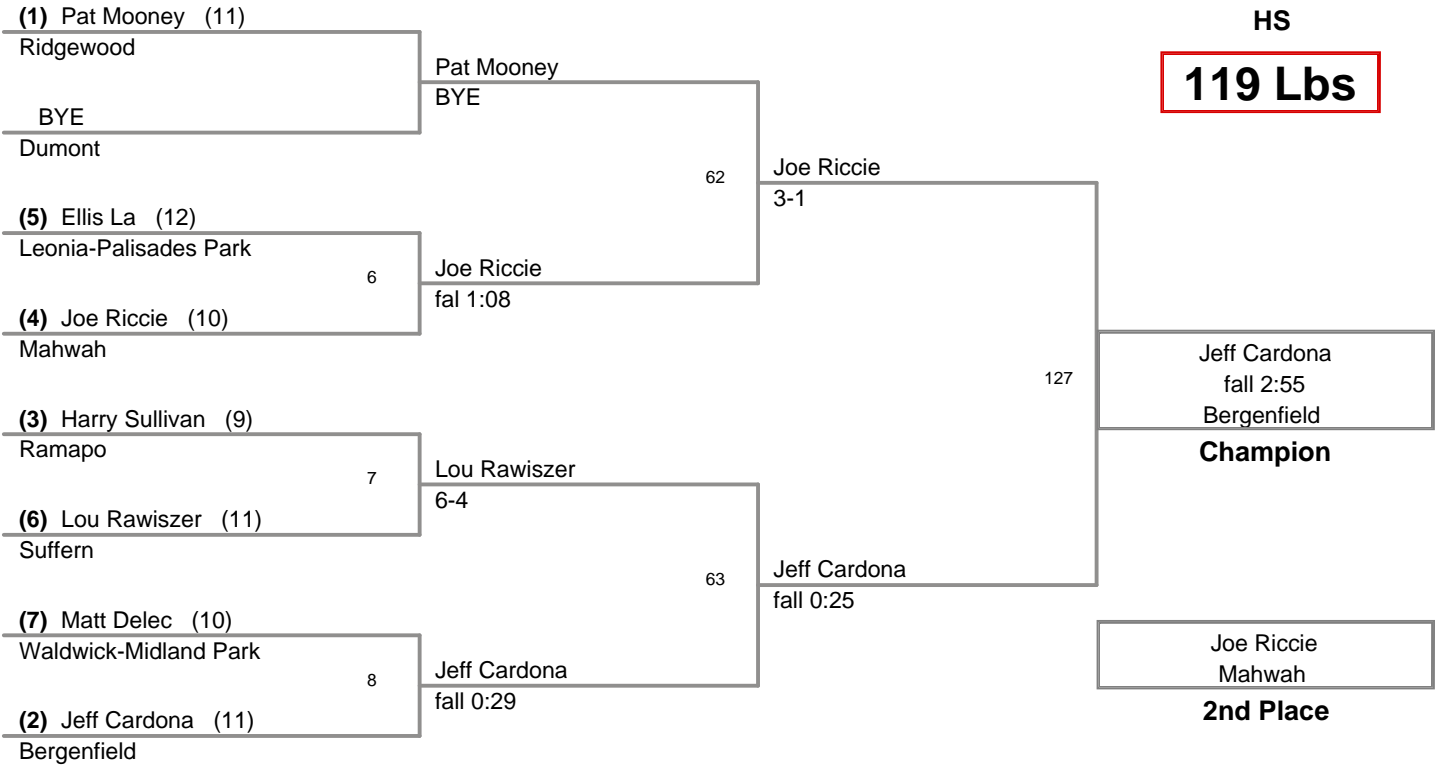 (1) Pat Mooney (11)
Ridgewood
BYE
Dumont
(5) Ellis La (12)
Leonia-Palisades Park
6
(4) Joe Riccie (10)
Mahwah
(3) Harry Sullivan (9)
Ramapo
7
(6) Lou Rawiszer (11)
Suffern
(7) Matt Delec (10)
Waldwick-Midland Park
8
(2) Jeff Cardona (11)
Bergenfield
Pat Mooney
BYE
62
Joe Riccie
fal 1:08
Lou Rawiszer
6-4
63
Jeff Cardona
fall 0:29
Joe Riccie
3-1
127
Jeff Cardona
fall 0:25
HS
119 Lbs
Jeff Cardona
fall 2:55
Bergenfield
Champion
Joe Riccie
Mahwah
2nd Place